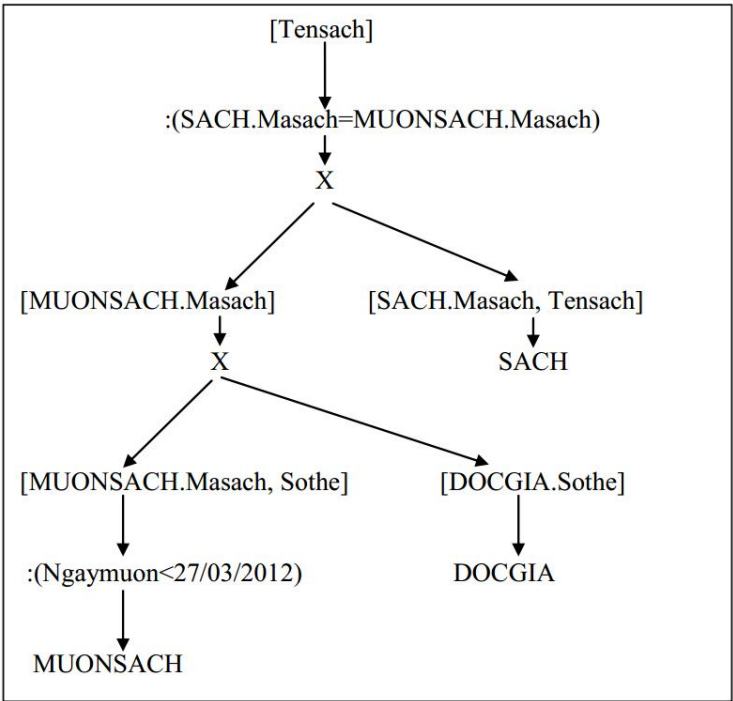 [Tensach]
:(SACH.Masach=MUONSACH.Masach)
X
[MUONSACH.Masach] [SACH.Masach, Tensach]
X SACH
[MUONSACH.Masach, Sothe] [DOCGIA.Sothe]
:(Ngaymuon<27/03/2012) DOCGIA
MUONSACH